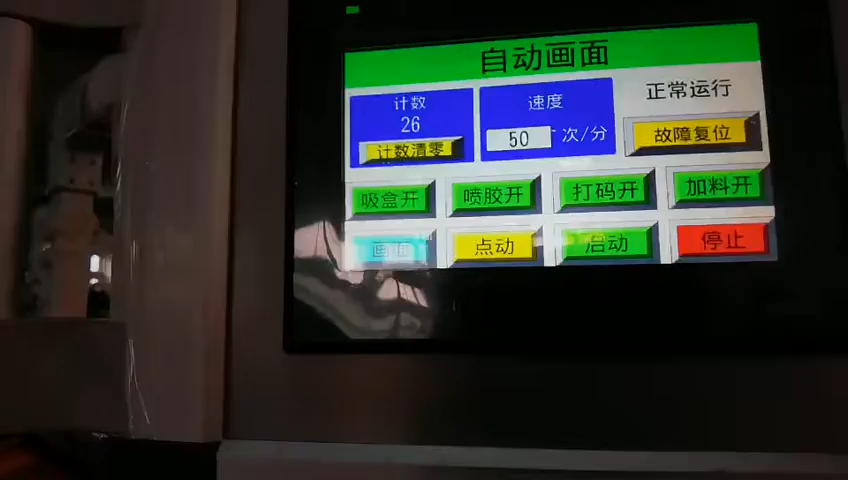 自动画面
计数
26
计数清零
速度
50 次/分
正常运行
故障复位
吸盒开 喷胶开 打码开 加料开
画面 点动 启动 停止